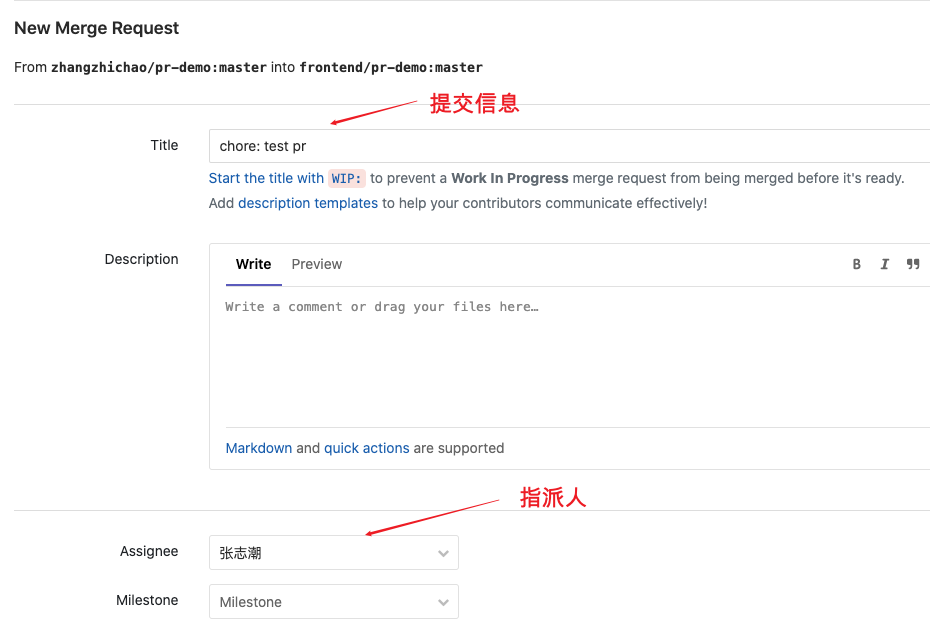 New Merge Request
From zhangzhichao/pr-demo:master into frontend/pr-demo:master
提交信息
Title
chore: test pr
Start the title with WIP: to prevent a Work In Progress merge request from being merged before it's ready.
Add description templates to help your contributors communicate effectively!
Description
Write Preview B I "
Write a comment or drag your files here…
Markdown and quick actions are supported
指派人
Assignee
张志潮
Milestone
Milestone